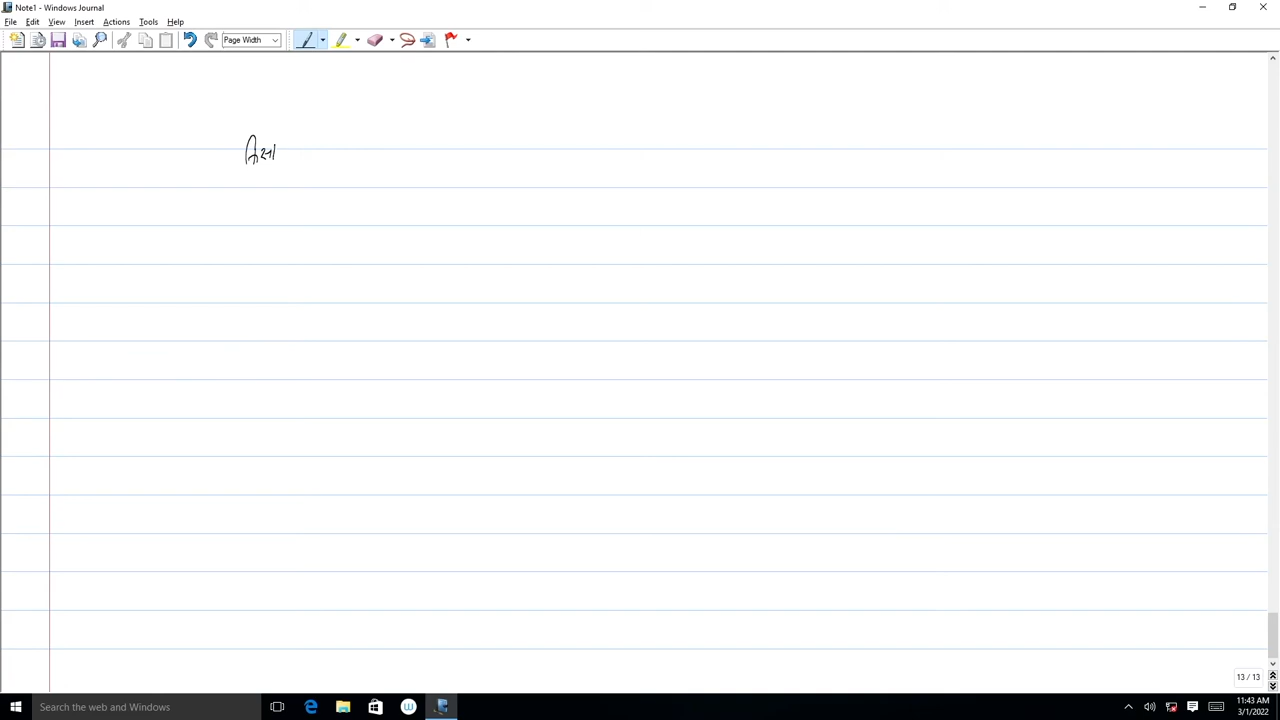 Note1 - Windows Journal
File Edit View Insert Actions Tools Help
Page Width
13 / 13
Search the web and Windows
11:43 AM
3/1/2022